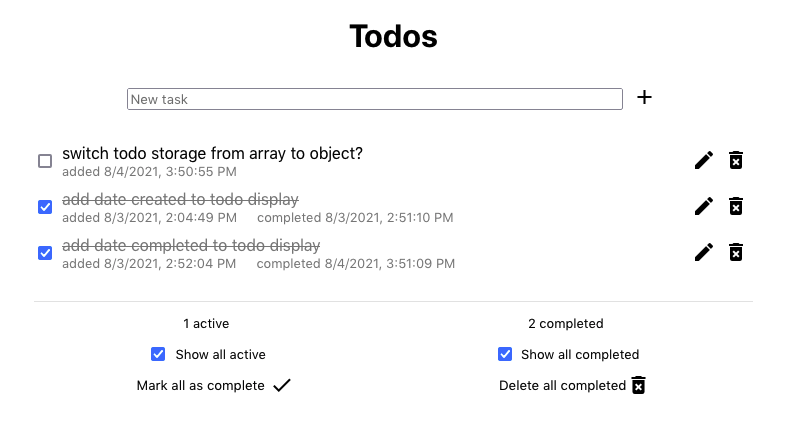 Todos
New task
switch todo storage from array to object?
added 8/4/2021, 3:50:55 PM
add date created to todo display
added 8/3/2021, 2:04:49 PM completed 8/3/2021, 2:51:10 PM
add date completed to todo display
added 8/3/2021, 2:52:04 PM completed 8/4/2021, 3:51:09 PM
1 active 2 completed
Show all active Show all completed
Mark all as complete Delete all completed